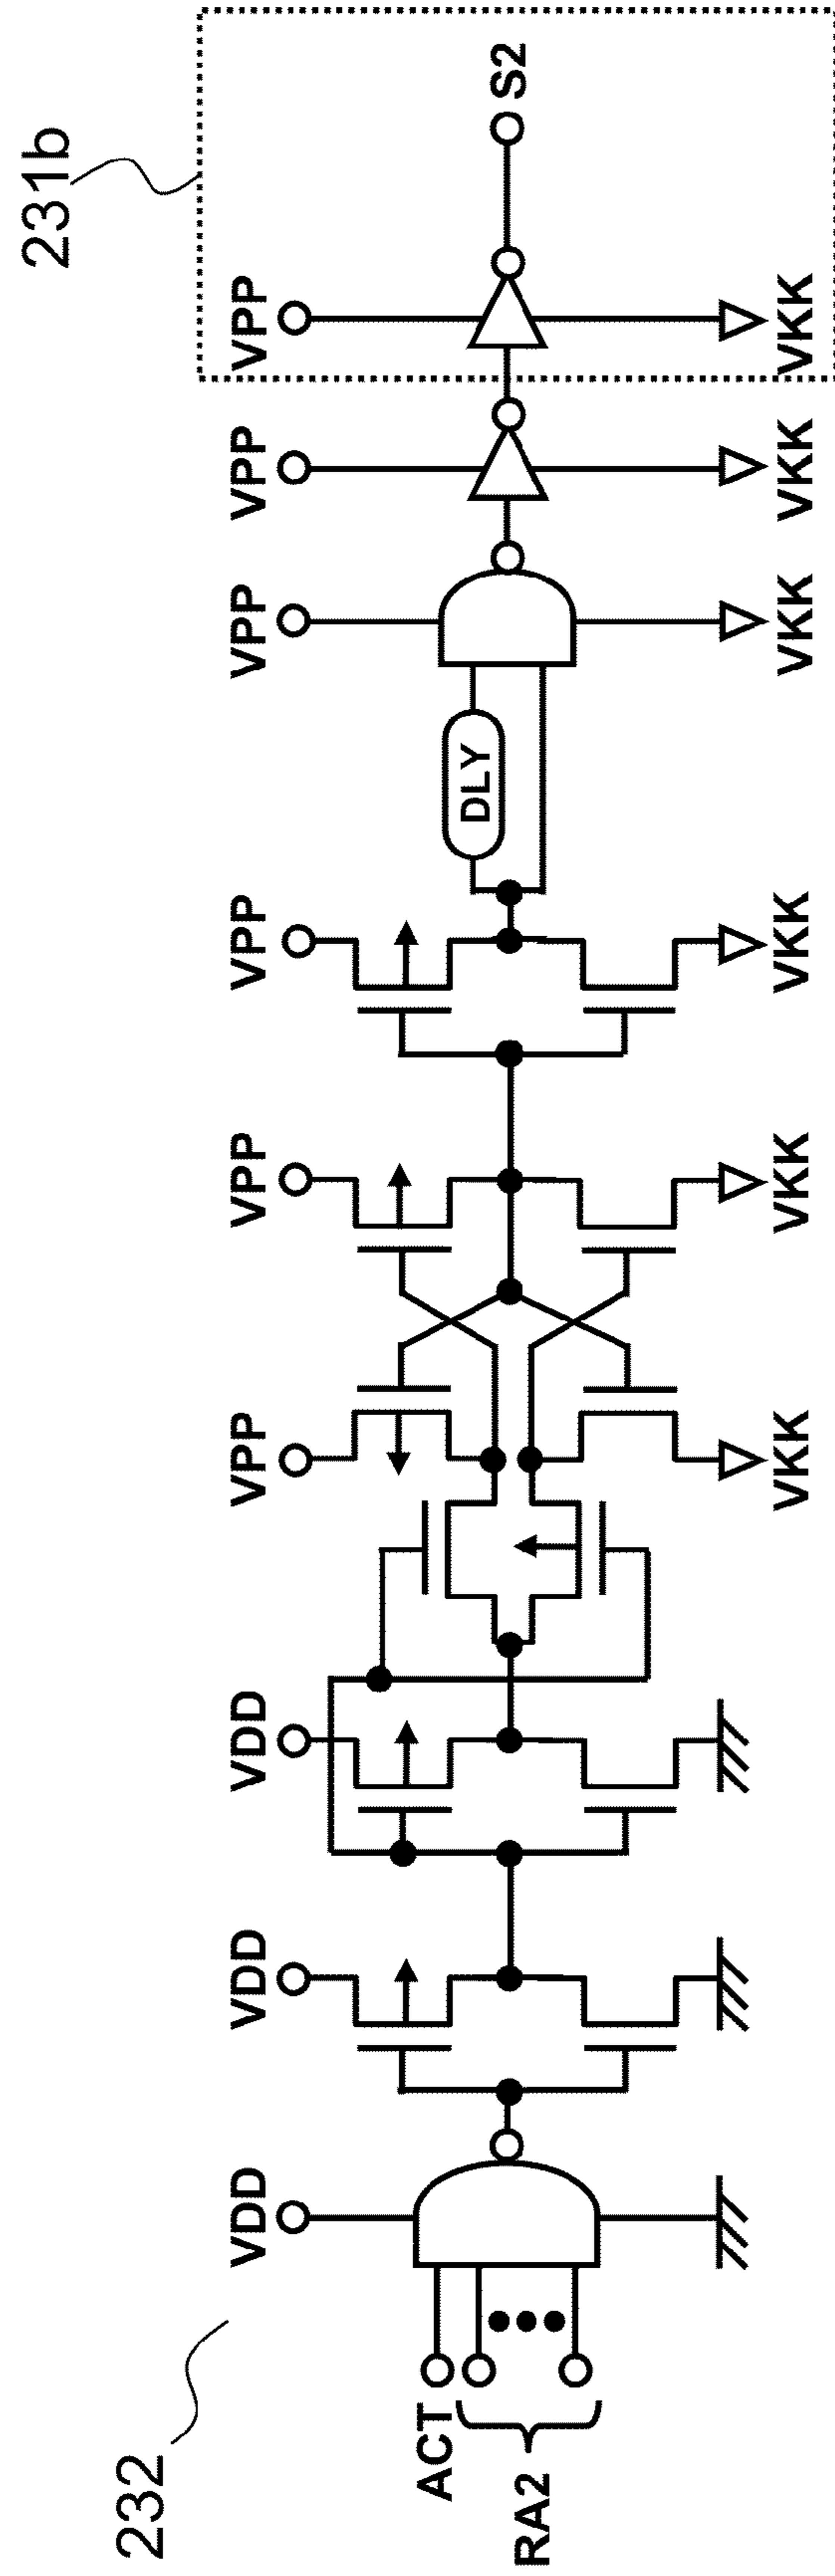 232
231b
VDD
VDD
VDD
VPP
VPP
VPP
VPP
VPP
VPP
ACT
RA2
DLY
S2
VKK
VKK
VKK
VKK
VKK
VKK